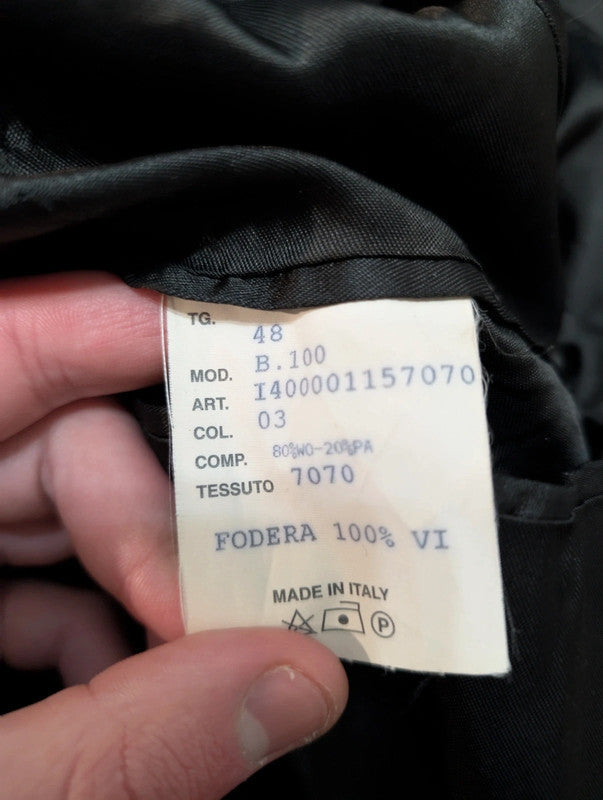 TG. 48
MOD. B.100
ART. I400001157070
COL. 03
COMP. 80%WO-20%PA
TESSUTO 7070
FODERA 100% VI
MADE IN ITALY
P